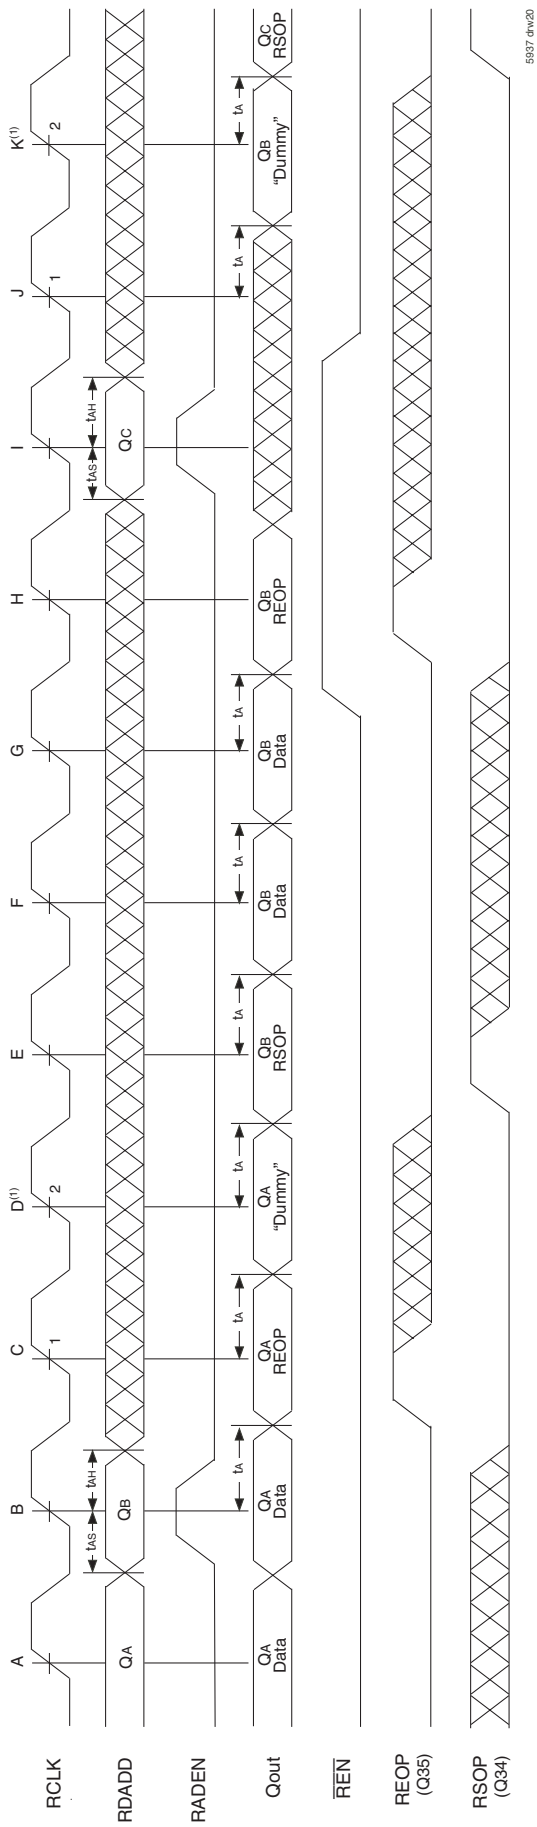 A B C D(1) E F G H I J K(1)
RCLK 1 2 1 2
tAS tAH tAS tAH
RDADD QA QB QC
RADEN
tA tA tA tA tA tA tA tA tA
Qout QA Data QA Data QA REOP QA "Dummy" QB RSOP QB Data QB Data QB REOP QB "Dummy" QC RSOP
REN
REOP (Q35)
RSOP (Q34)
5937 drw20